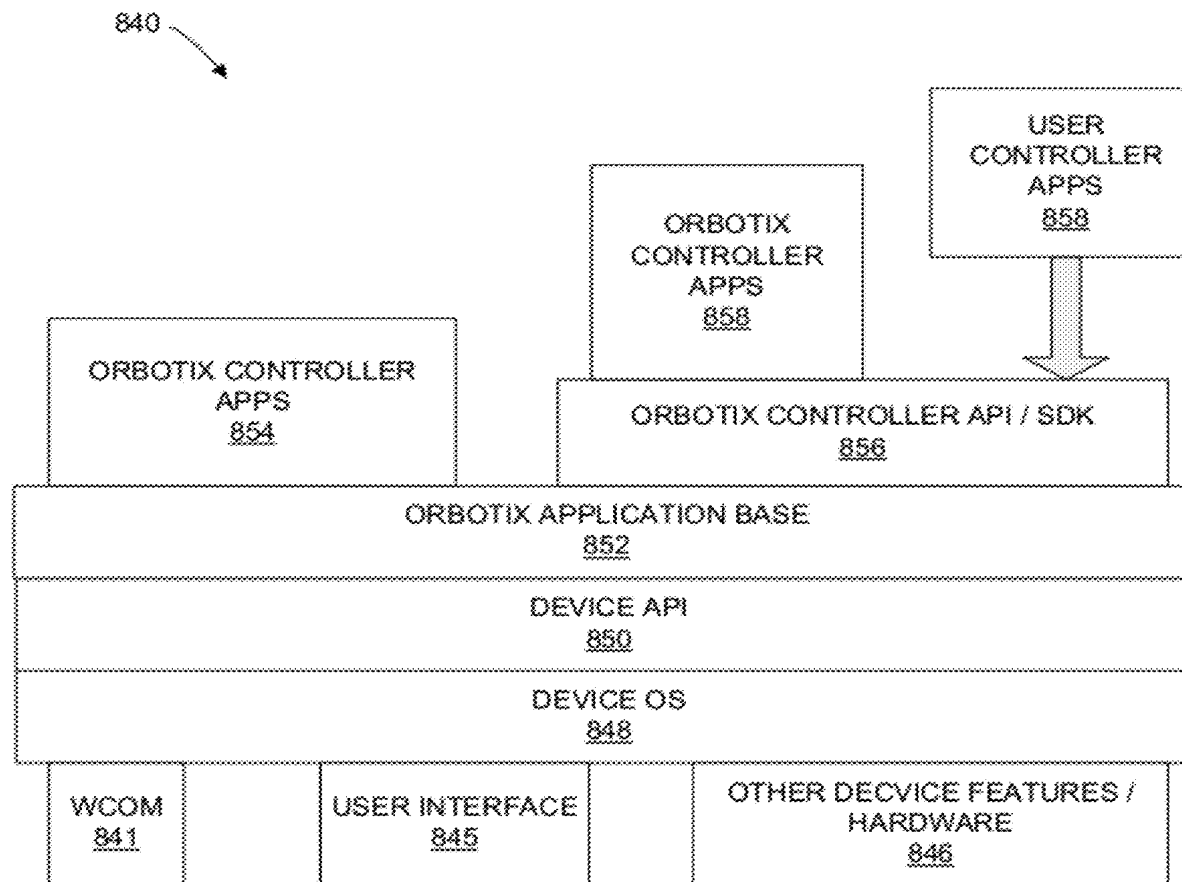 840
USER
CONTROLLER
APPS
858
ORBOTIX
CONTROLLER
APPS
858
ORBOTIX CONTROLLER
APPS
854
ORBOTIX CONTROLLER API / SDK
856
ORBOTIX APPLICATION BASE
852
DEVICE API
850
DEVICE OS
848
WCOM
841
USER INTERFACE
845
OTHER DECVICE FEATURES /
HARDWARE
846